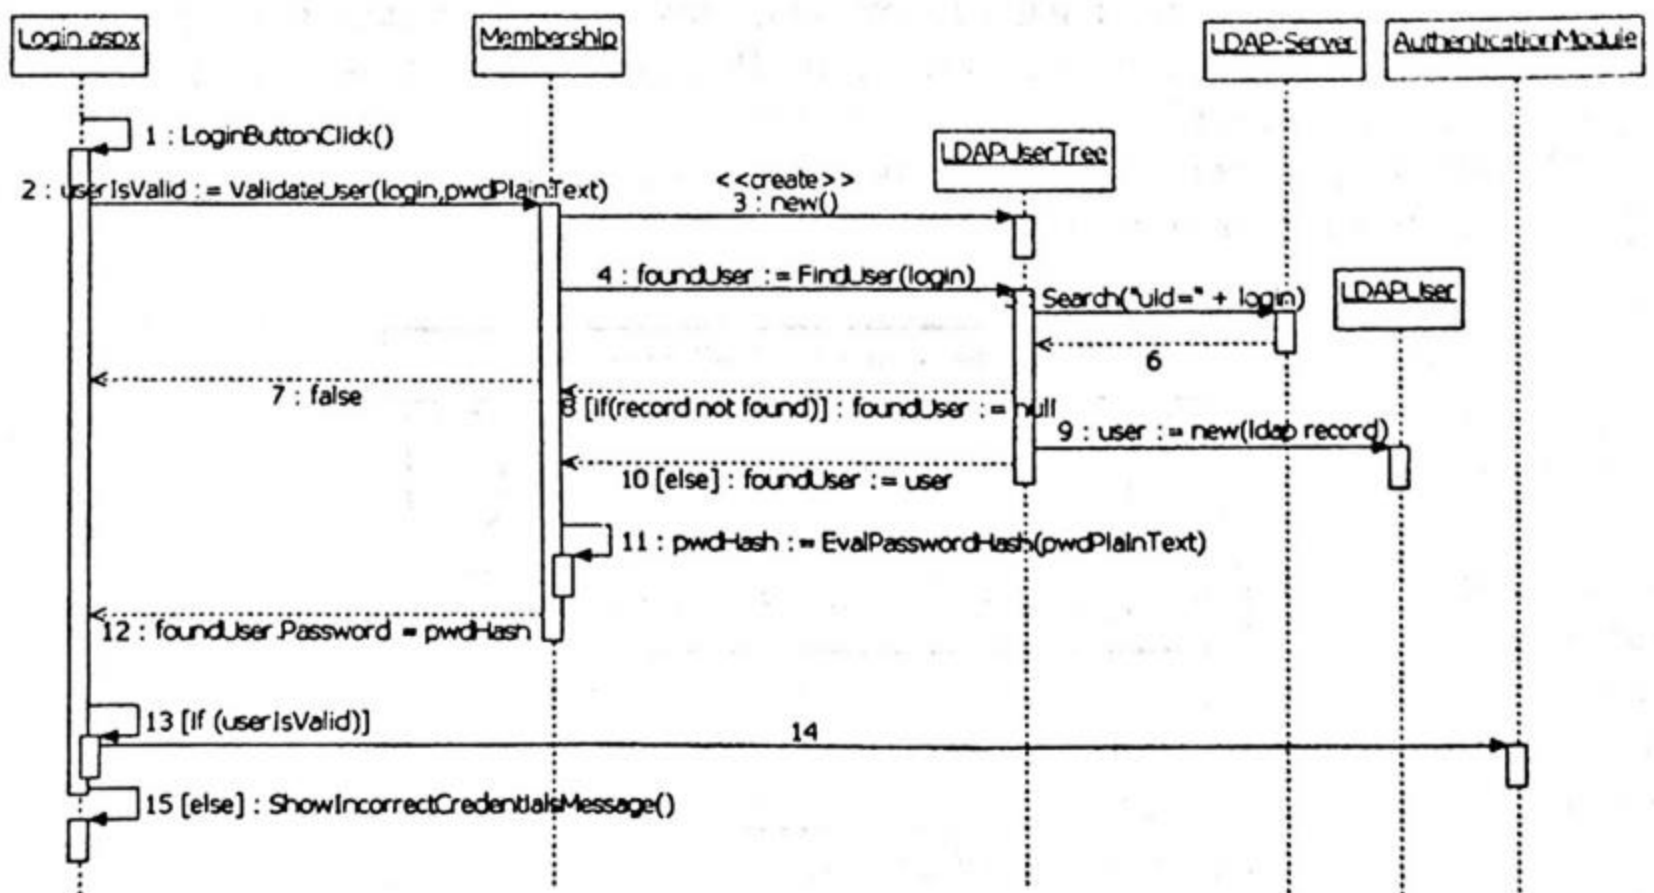 Login.aspx
Membership
LDAP-Server
AuthenticationModule
1 : LoginButtonClick()
LDAPUserTree
2 : userIsValid := ValidateUser(login,pwdPlainText)
<<create>>
3 : new()
4 : foundUser := FindUser(login)
: Search("uid=" + login)
LDAPUser
6
7 : false
8 [if(record not found)] : foundUser := null
9 : user := new(ldap record)
10 [else] : foundUser := user
11 : pwdHash := EvalPasswordHash(pwdPlainText)
12 : foundUser.Password = pwdHash
13 [if (userIsValid)]
14
15 [else] : ShowIncorrectCredentialsMessage()